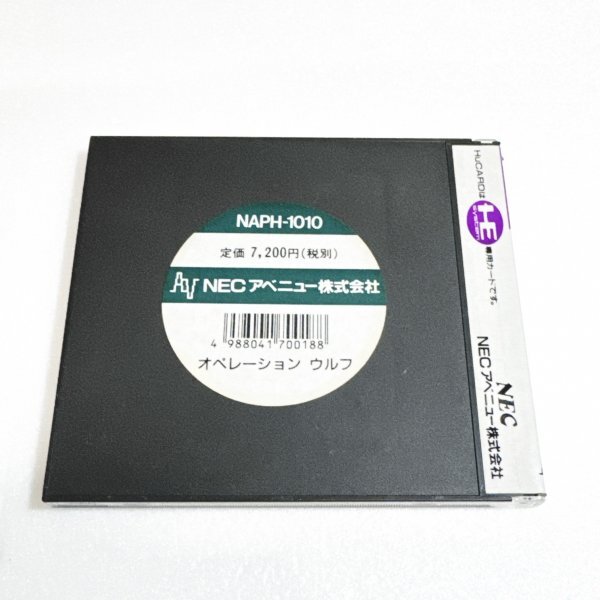 NAPH-1010
定価 7,200円(税別)
NECアベニュー株式会社
4 988041 700188
オペレーション ウルフ
HuCARDは
HE
SYSTEM
専用カードです。
NEC
NECアベニュー株式会社